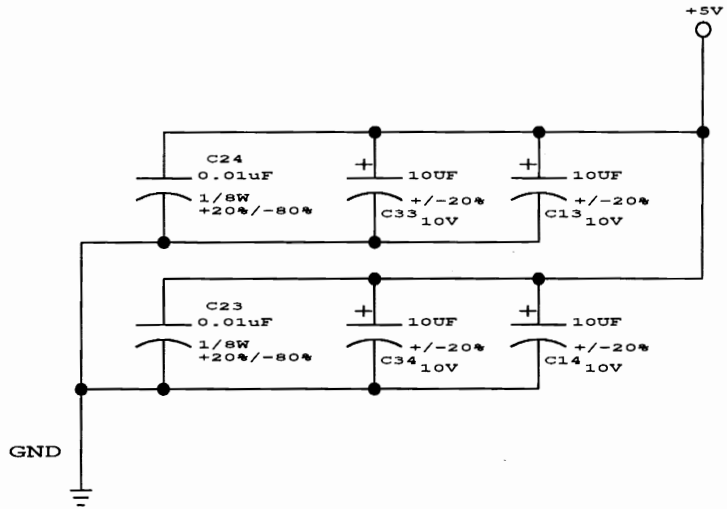 +5V
C24
0.01uF
1/8W
+20%/-80%
+
10UF
+/-20%
C33
10V
+
10UF
+/-20%
C13
10V
C23
0.01uF
1/8W
+20%/-80%
+
10UF
+/-20%
C34
10V
+
10UF
+/-20%
C14
10V
GND